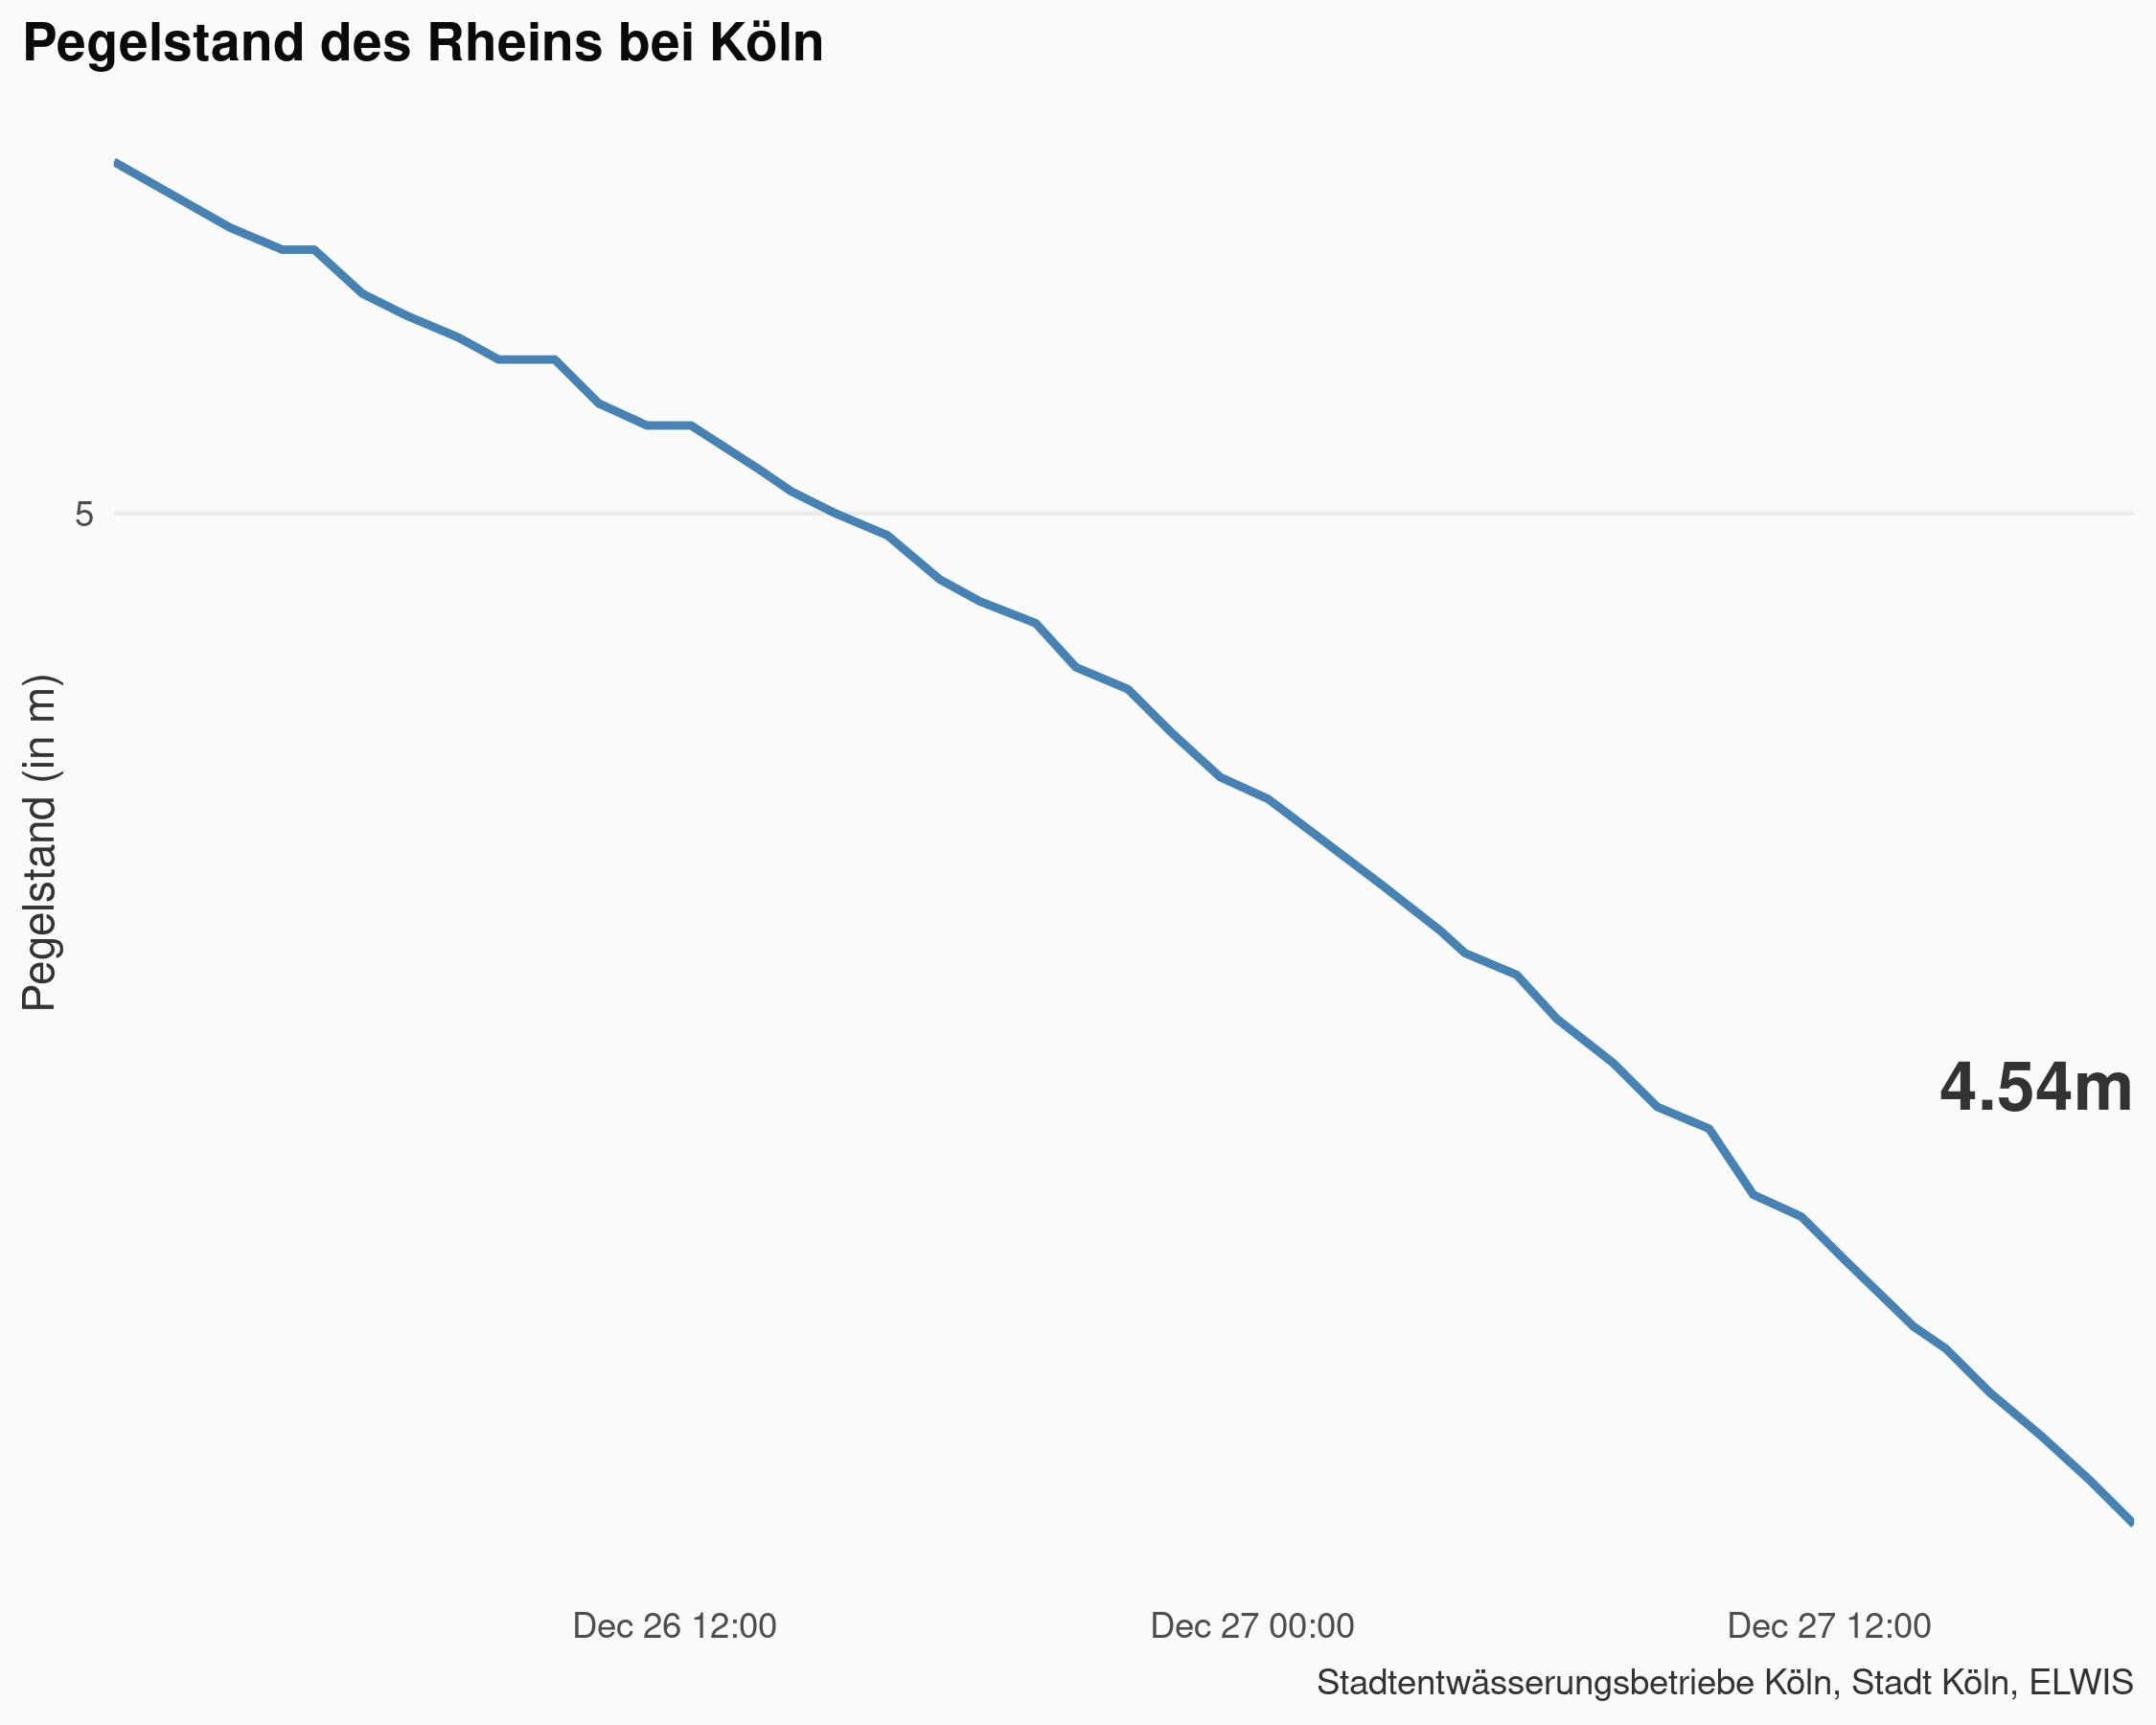 Pegelstand des Rheins bei Köln
5
Pegelstand (in m)
4.54m
Dec 26 12:00
Dec 27 00:00
Dec 27 12:00
Stadtentwässerungsbetriebe Köln, Stadt Köln, ELWIS